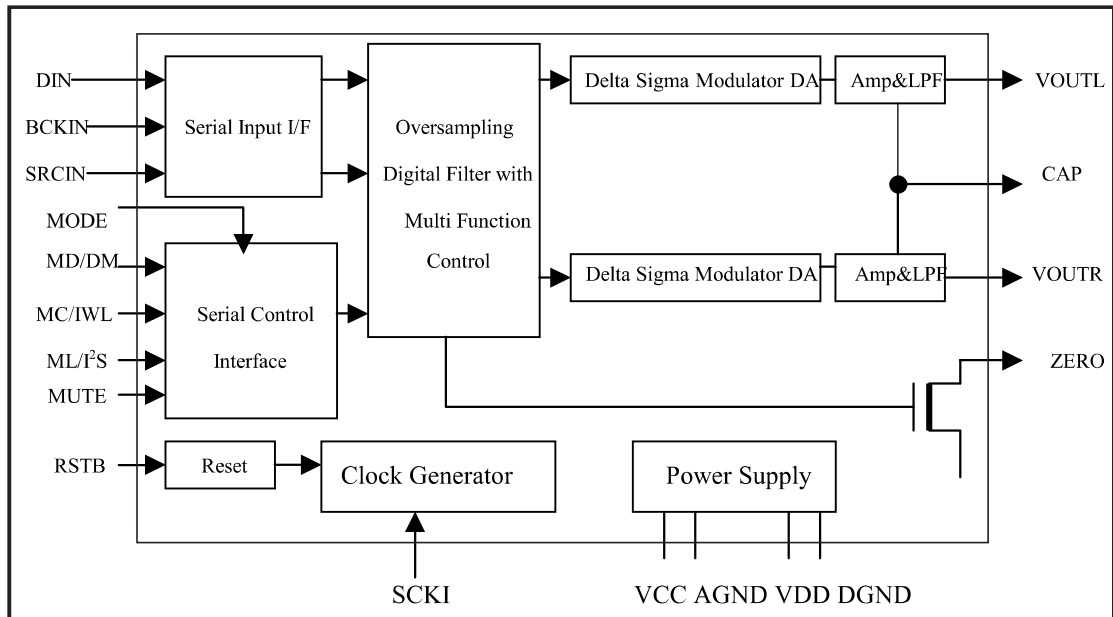 DIN
BCKIN
SRCIN
MODE
MD/DM
MC/IWL
ML/I²S
MUTE
RSTB
Serial Input I/F
Serial Control
Interface
Reset
Clock Generator
SCKI
Oversampling
Digital Filter with
Multi Function
Control
Delta Sigma Modulator DA
Amp&LPF
Delta Sigma Modulator DA
Amp&LPF
Power Supply
VCC AGND VDD DGND
VOUTL
CAP
VOUTR
ZERO